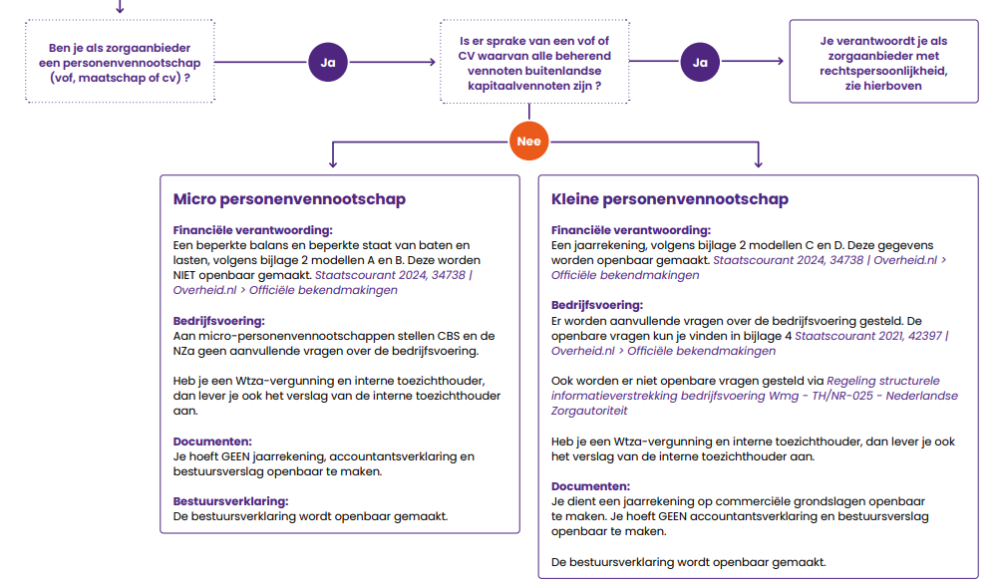 Ben je als zorgaanbieder
een personenvennootschap
(vof, maatschap of cv) ?
Ja
Is er sprake van een vof of
CV waarvan alle beherend
vennoten buitenlandse
kapitaalvennoten zijn ?
Ja
Je verantwoordt je als
zorgaanbieder met
rechtspersoonlijkheid,
zie hierboven
Nee
Micro personenvennootschap
Financiële verantwoording:
Een beperkte balans en beperkte staat van baten en
lasten, volgens bijlage 2 modellen A en B. Deze worden
NIET openbaar gemaakt. Staatscourant 2024, 34738 |
Overheid.nl > Officiële bekendmakingen
Bedrijfsvoering:
Aan micro-personenvennootschappen stellen CBS en de
NZa geen aanvullende vragen over de bedrijfsvoering.
Heb je een Wtza-vergunning en interne toezichthouder,
dan lever je ook het verslag van de interne toezichthouder
aan.
Documenten:
Je hoeft GEEN jaarrekening, accountantsverklaring en
bestuursverslag openbaar te maken.
Bestuursverklaring:
De bestuursverklaring wordt openbaar gemaakt.
Kleine personenvennootschap
Financiële verantwoording:
Een jaarrekening, volgens bijlage 2 modellen C en D. Deze gegevens
worden openbaar gemaakt. Staatscourant 2024, 34738 | Overheid.nl >
Officiële bekendmakingen
Bedrijfsvoering:
Er worden aanvullende vragen over de bedrijfsvoering gesteld. De
openbare vragen kun je vinden in bijlage 4 Staatscourant 2021, 42397 |
Overheid.nl > Officiële bekendmakingen
Ook worden er niet openbare vragen gesteld via Regeling structurele
informatieverstrekking bedrijfsvoering Wmg - TH/NR-025 - Nederlandse
Zorgautoriteit
Heb je een Wtza-vergunning en interne toezichthouder, dan lever je ook
het verslag van de interne toezichthouder aan.
Documenten:
Je dient een jaarrekening op commerciële grondslagen openbaar
te maken. Je hoeft GEEN accountantsverklaring en bestuursverslag
openbaar te maken.
De bestuursverklaring wordt openbaar gemaakt.